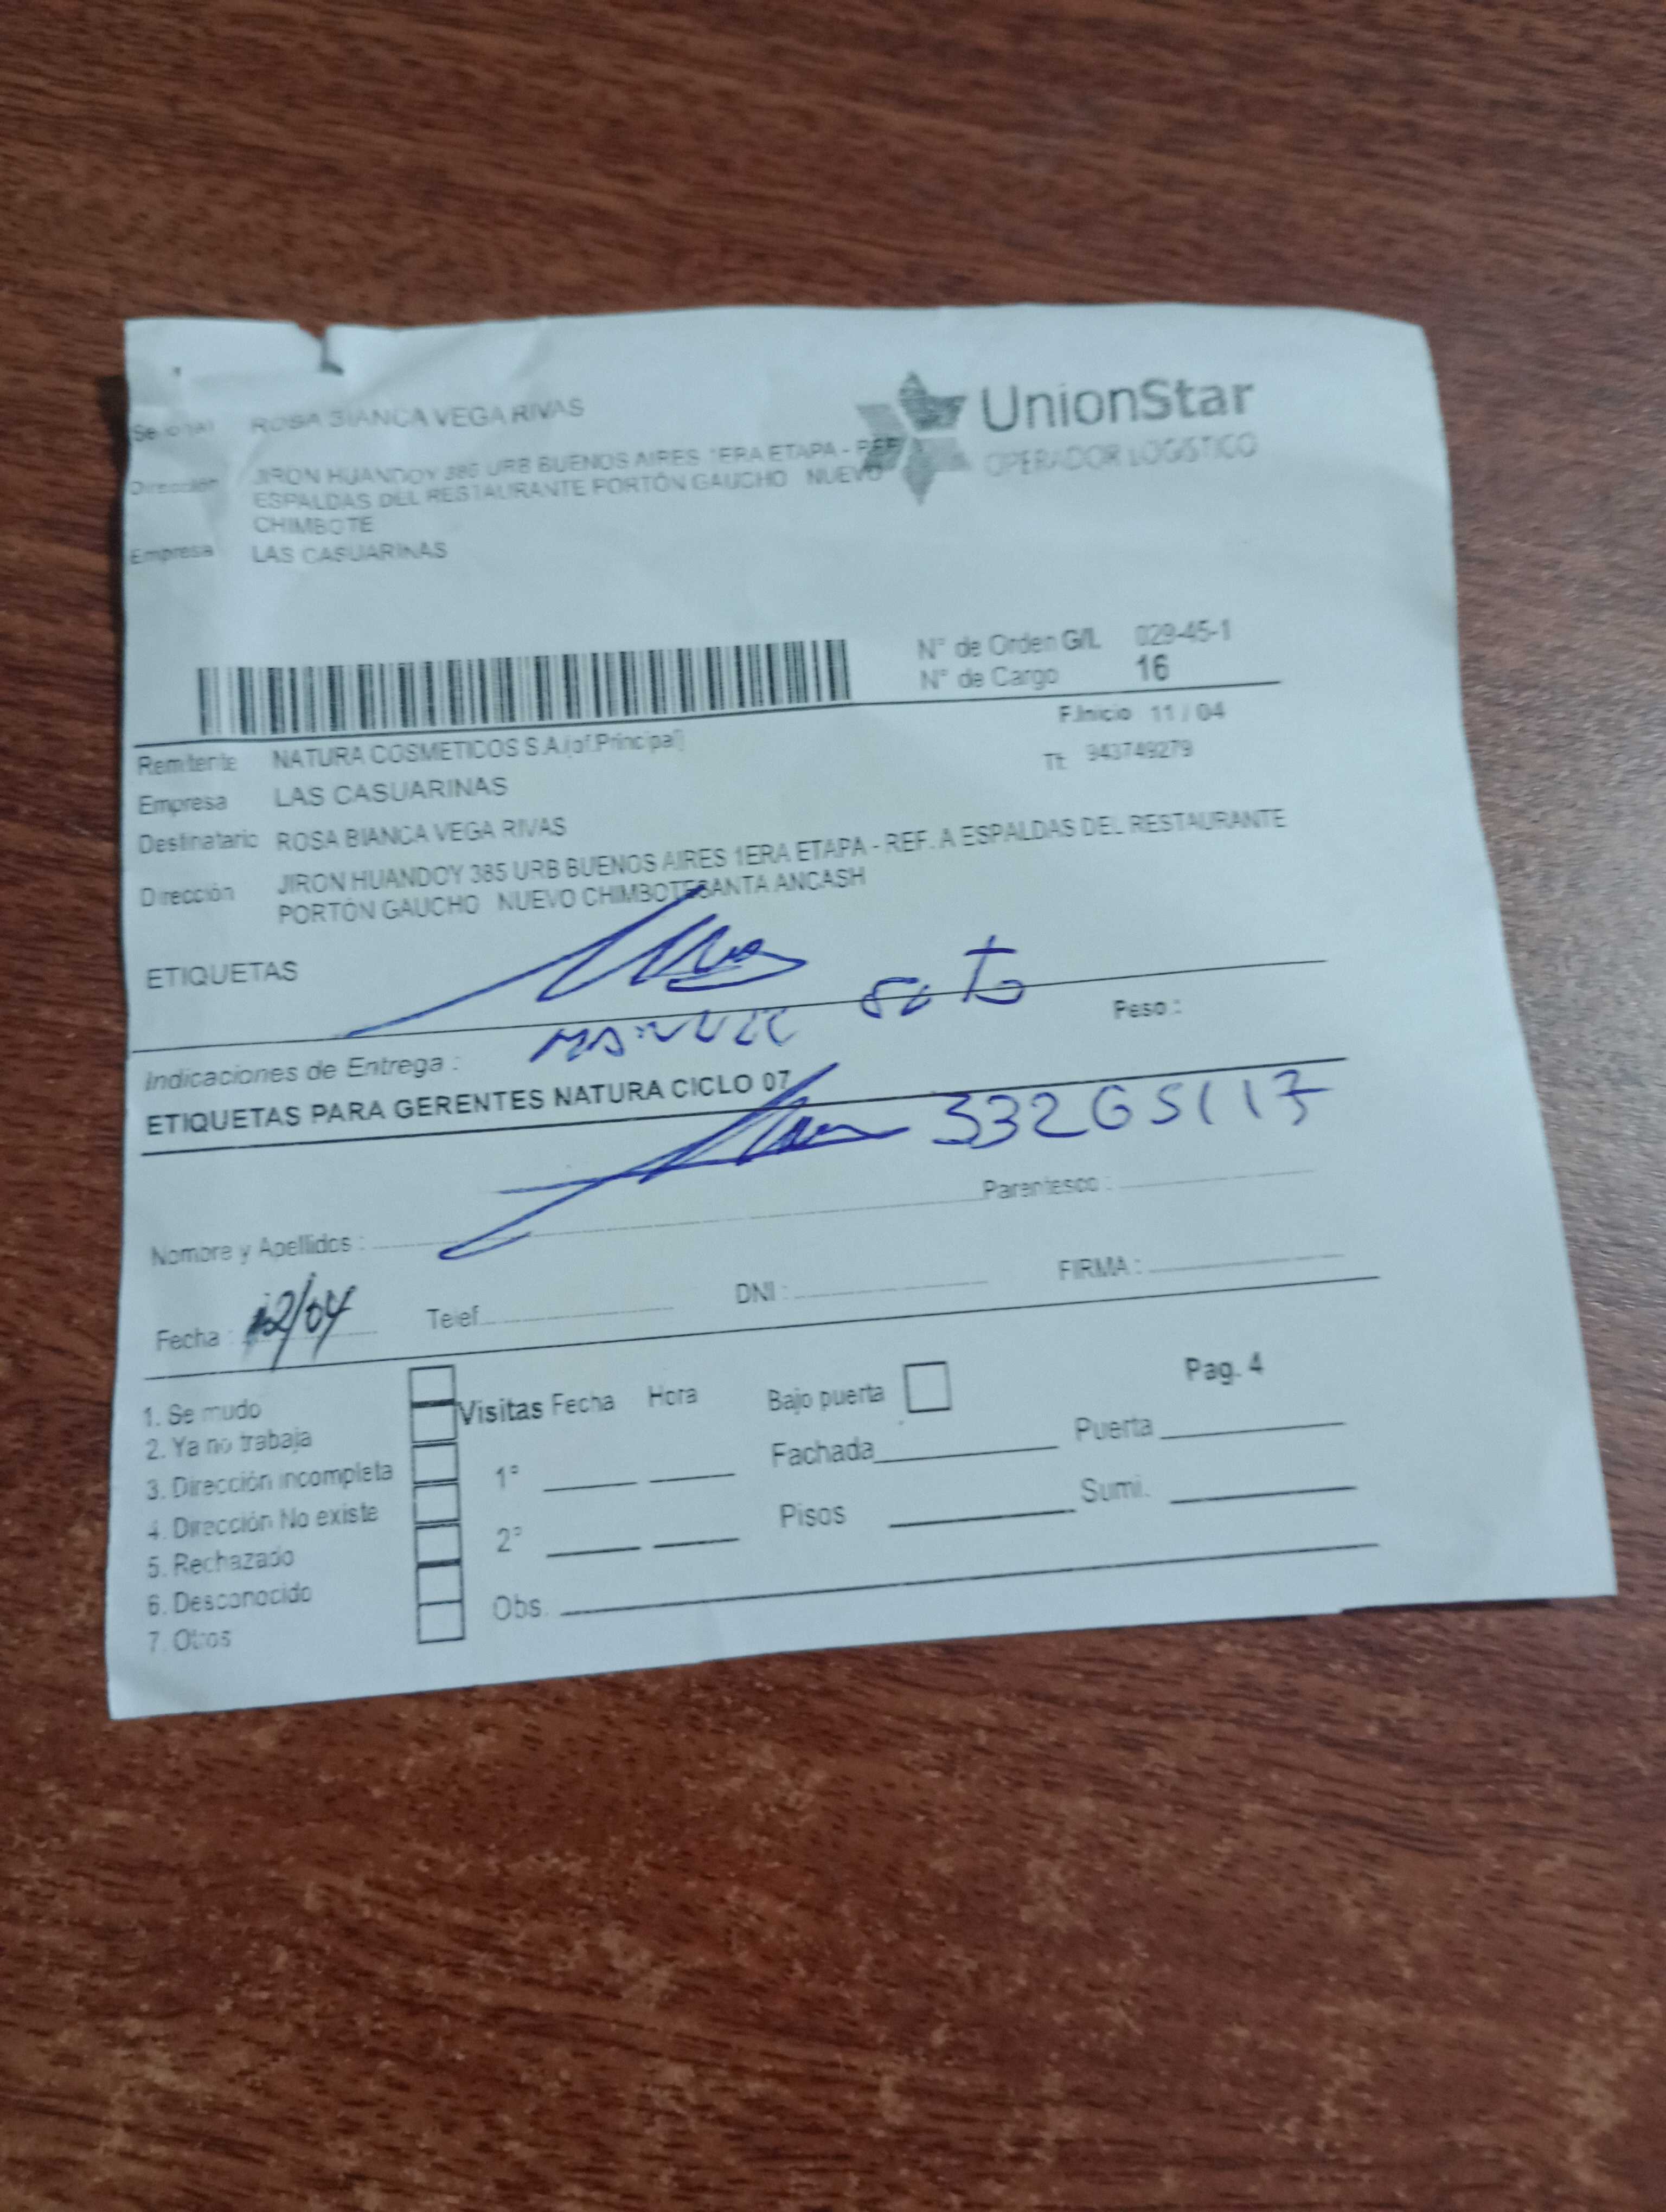 ROSA BIANCA VEGA RIVAS
UnionStar
OPERADOR LOGISTICO
Dirección JIRON HUANDOY 385 URB BUENOS AIRES 1ERA ETAPA - REF
ESPALDAS DEL RESTAURANTE PORTÓN GAUCHO NUEVO
CHIMBOTE
Empresa LAS CASUARINAS
N° de Orden G/L 029-45-1
N° de Cargo 16
F.Inicio 11 / 04
Remitente NATURA COSMETICOS S.A.(of.Principal)
Tf: 943749279
Empresa LAS CASUARINAS
Destinatario ROSA BIANCA VEGA RIVAS
Dirección JIRON HUANDOY 385 URB BUENOS AIRES 1ERA ETAPA - REF. A ESPALDAS DEL RESTAURANTE
PORTÓN GAUCHO NUEVO CHIMBOTESANTA ANCASH
ETIQUETAS
Soto
Peso :
Indicaciones de Entrega :
ETIQUETAS PARA GERENTES NATURA CICLO 07
33265117
Parentesco :
Nombre y Apellidos :
Fecha : 12/04 Telef. DNI : FIRMA :
Pag. 4
1. Se mudo
2. Ya no trabaja
3. Dirección incompleta
4. Dirección No existe
5. Rechazado
6. Desconocido
7. Otros
Visitas Fecha Hora
1°
2°
Obs.
Bajo puerta
Fachada Puerta
Pisos Sumi.